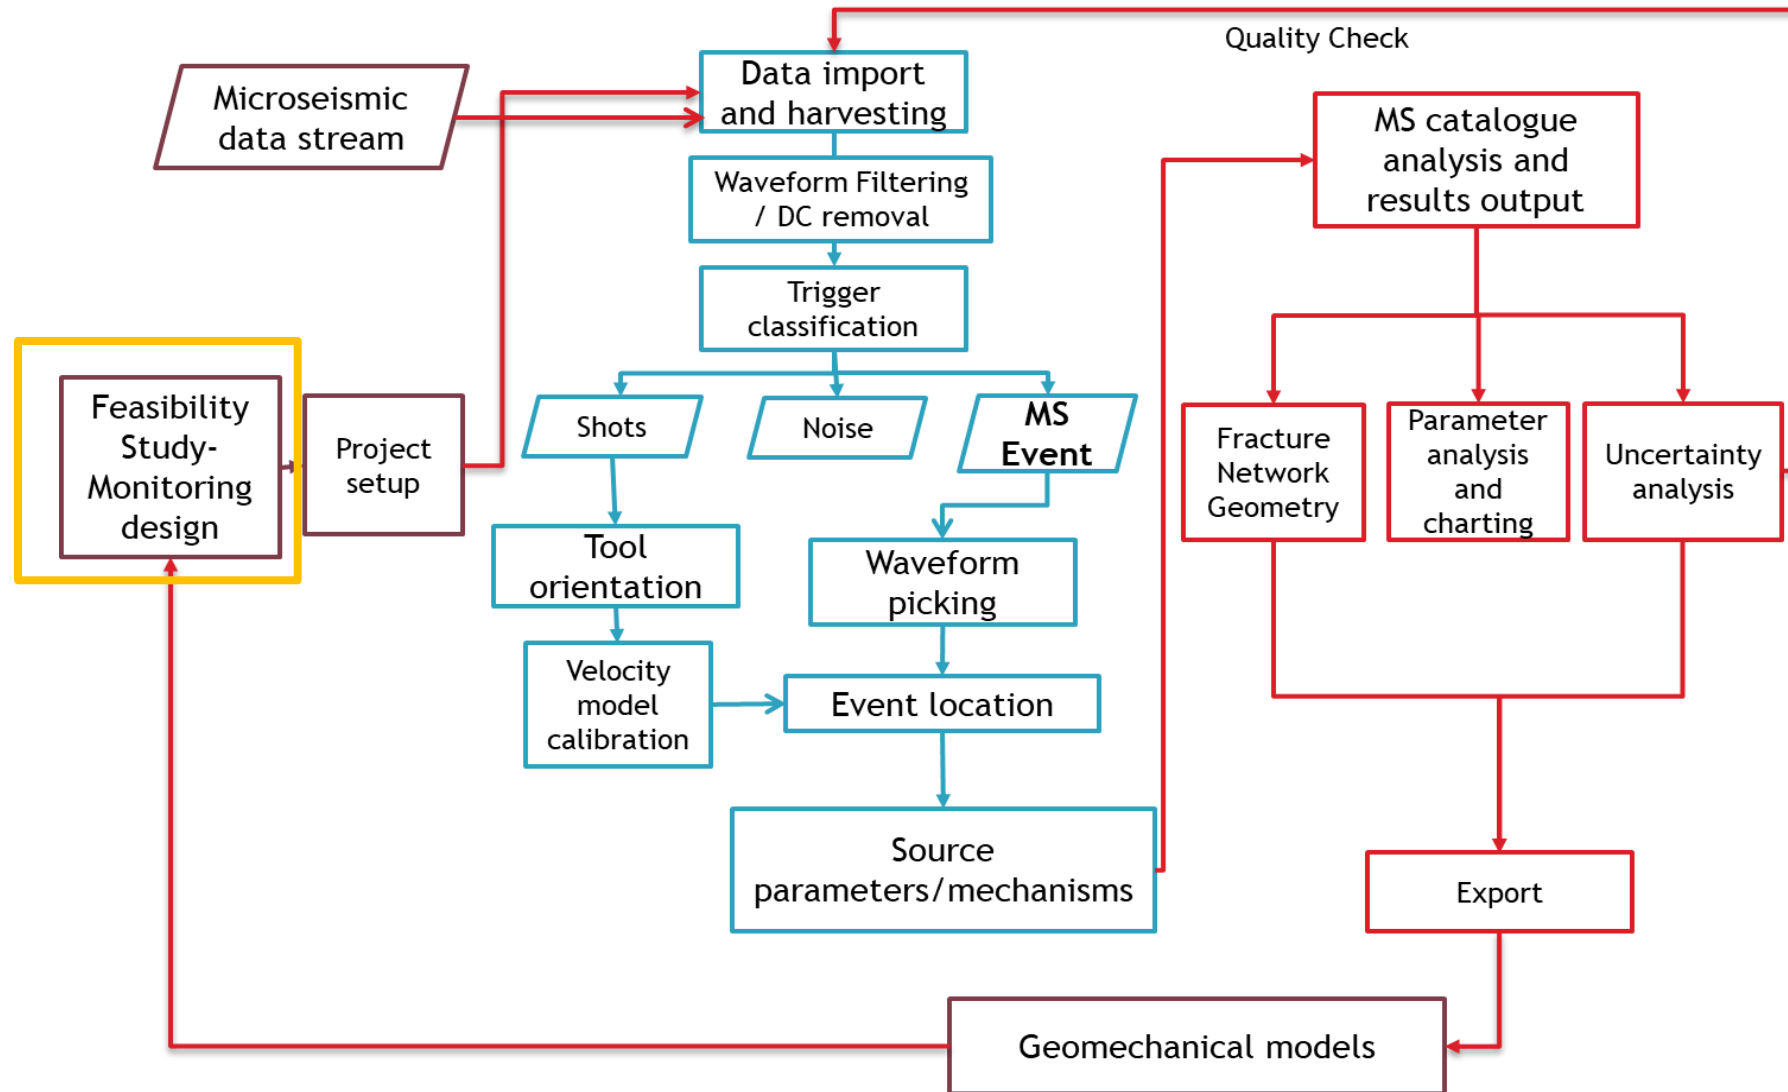 Quality Check
Data import
and harvesting
Microseismic
data stream
MS catalogue
analysis and
results output
Waveform Filtering
/ DC removal
Trigger
classification
Shots
Noise
MS
Event
Feasibility
Study-
Monitoring
design
Project
setup
Fracture
Network
Geometry
Parameter
analysis
and
charting
Uncertainty
analysis
Tool
orientation
Waveform
picking
Velocity
model
calibration
Event location
Source
parameters/mechanisms
Export
Geomechanical models